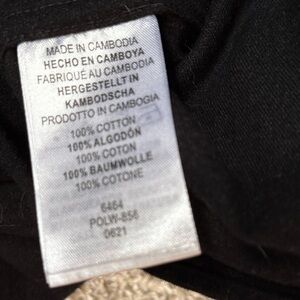 MADE IN CAMBODIA
HECHO EN CAMBOYA
FABRIQUÉ AU CAMBODIA
HERGESTELLT IN
KAMBODSCHA
PRODOTTO IN CAMBOGIA
100% COTTON
100% ALGODÓN
100% COTON
100% BAUMWOLLE
100% COTONE
6464
POLW-856
0621